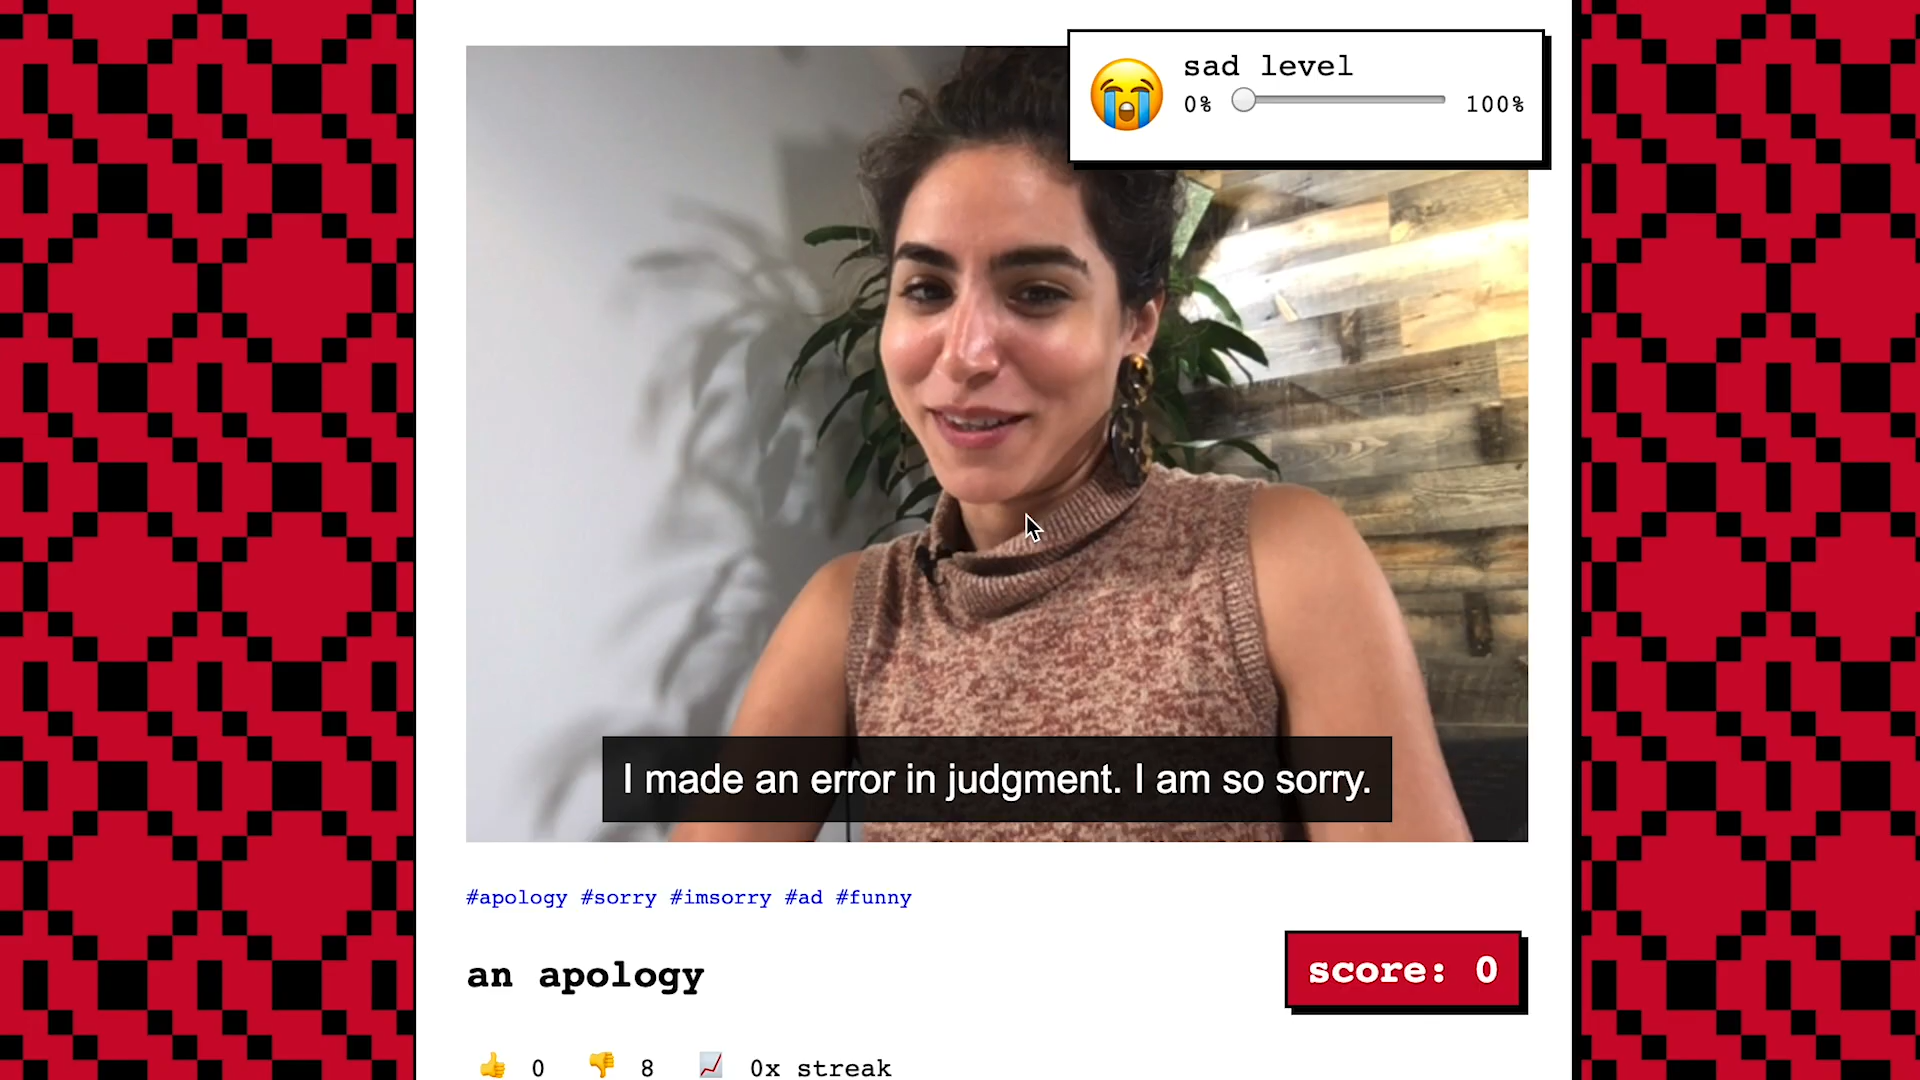 sad level
0% 100%
I made an error in judgment. I am so sorry.
#apology #sorry #imsorry #ad #funny
an apology
score: 0
0 8 0x streak